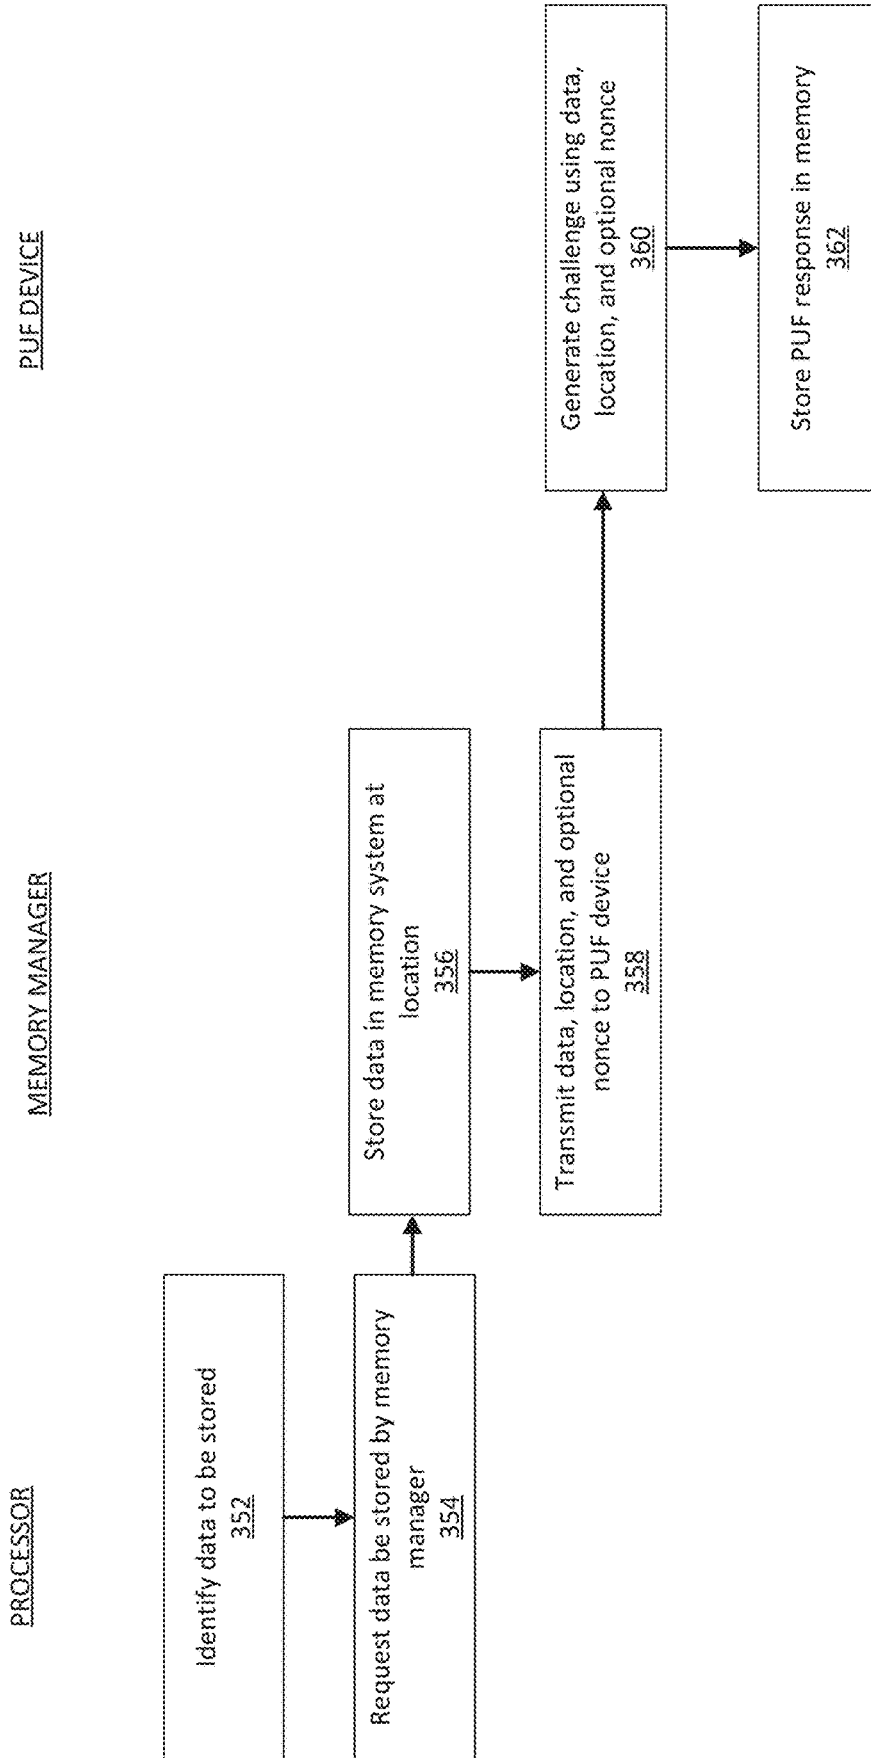 PROCESSOR
MEMORY MANAGER
PUF DEVICE
Identify data to be stored
352
Request data be stored by memory
manager
354
Store data in memory system at
location
356
Transmit data, location, and optional
nonce to PUF device
358
Generate challenge using data,
location, and optional nonce
360
Store PUF response in memory
362